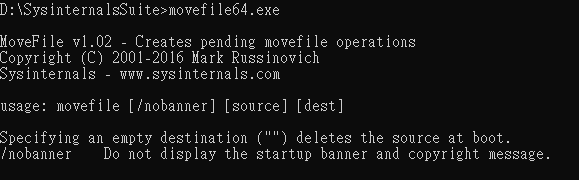 D:\SysinternalsSuite>movefile64.exe
MoveFile v1.02 - Creates pending movefile operations
Copyright (C) 2001-2016 Mark Russinovich
Sysinternals - www.sysinternals.com
usage: movefile [/nobanner] [source] [dest]
Specifying an empty destination ("") deletes the source at boot.
/nobanner    Do not display the startup banner and copyright message.